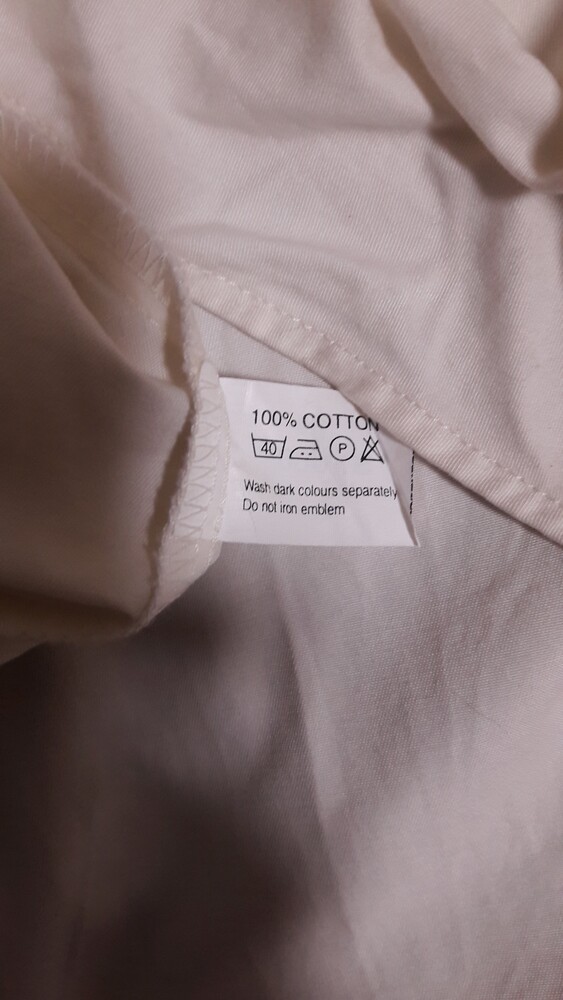 100% COTTON
40 P
Wash dark colours separately
Do not iron emblem